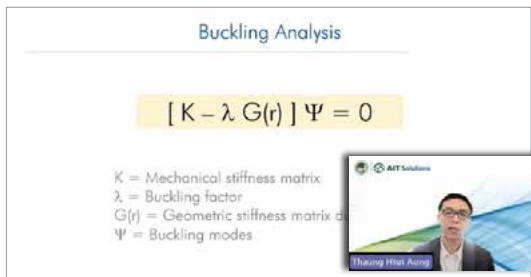 Buckling Analysis
[ K – λ G(r) ] Ψ = 0
K = Mechanical stiffness matrix
λ = Buckling factor
G(r) = Geometric stiffness matrix
Ψ = Buckling modes
AIT Solutions
Thaung Htut Aung